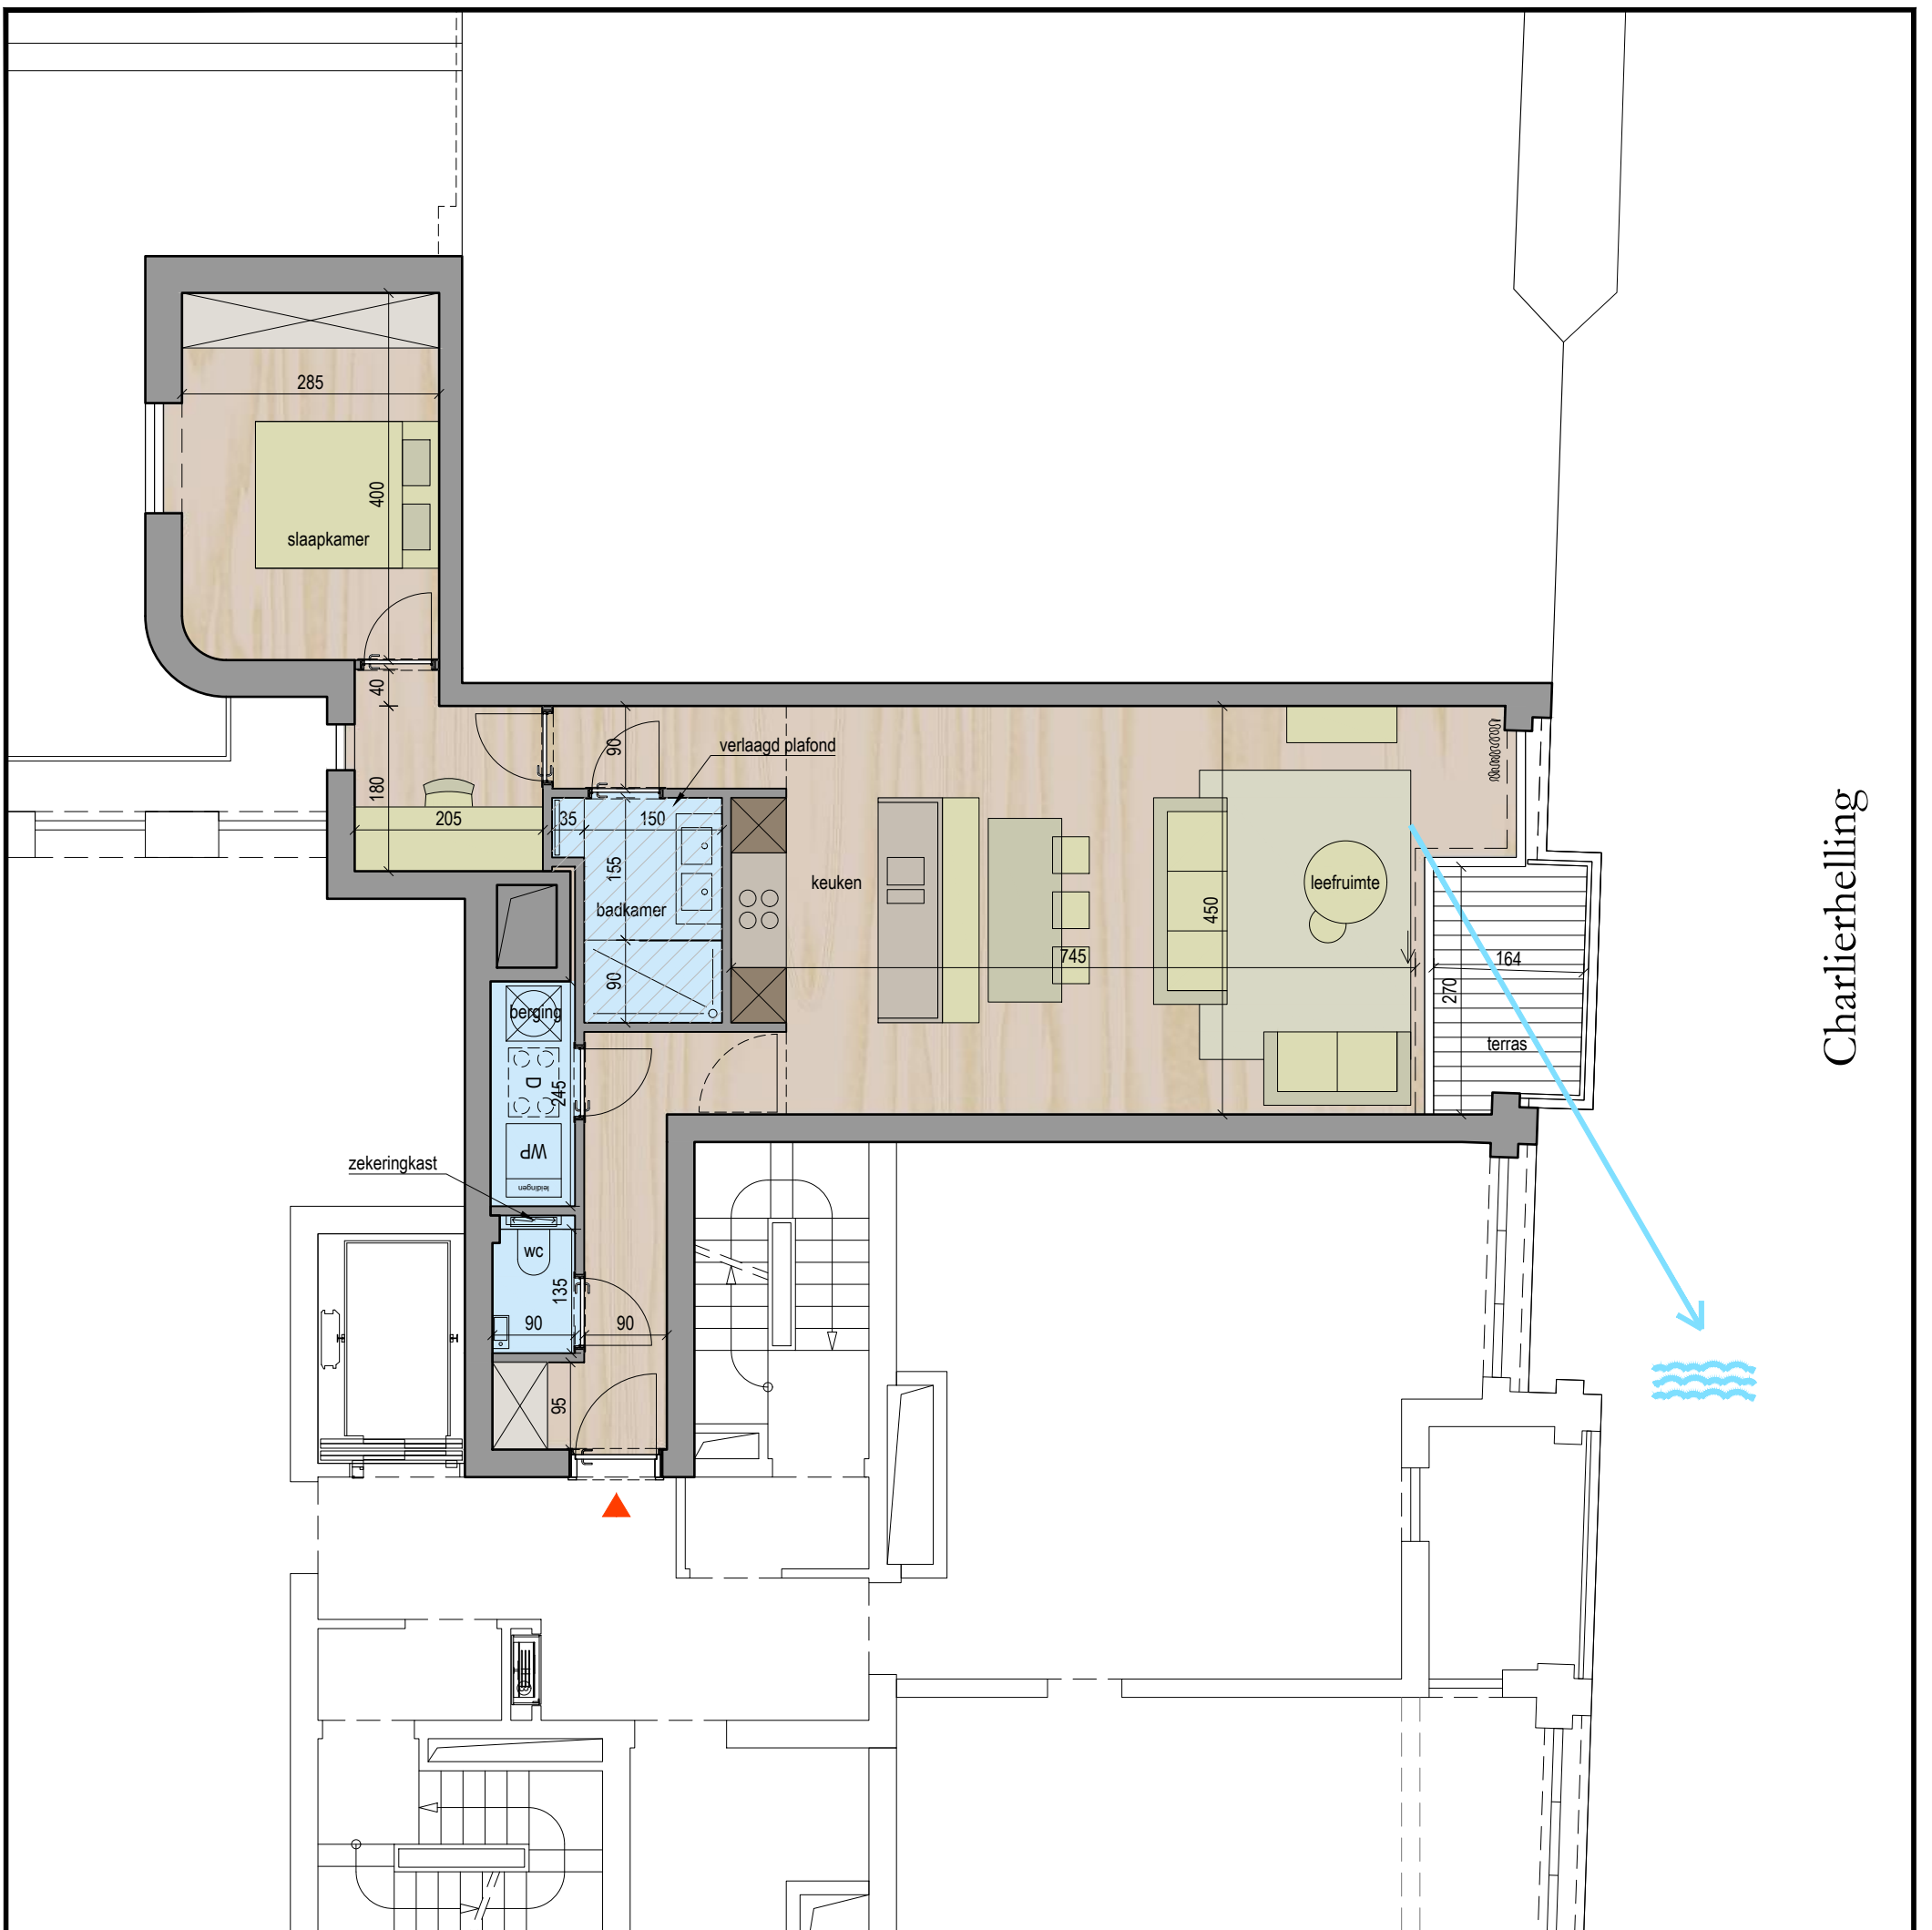 285
400
slaapkamer
40
180
205
90
verlaagd plafond
35
150
155
badkamer
90
keuken
745
450
leefruimte
164
270
terras
Charlierhelling
berging
D
245
WP
leidingen
zekeringkast
wc
135
90
90
95